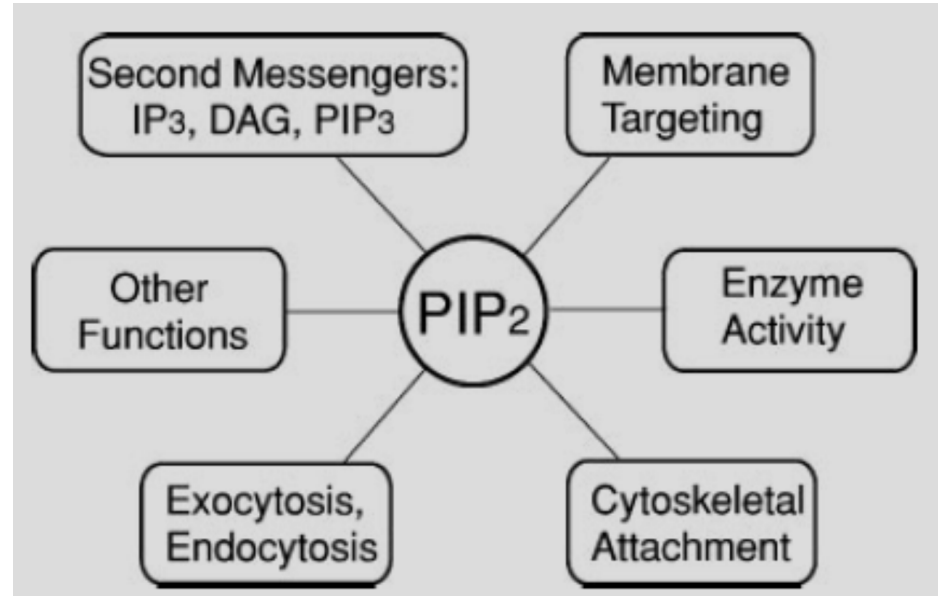 Second Messengers:
IP3, DAG, PIP3
Membrane
Targeting
Other
Functions
PIP2
Enzyme
Activity
Exocytosis,
Endocytosis
Cytoskeletal
Attachment